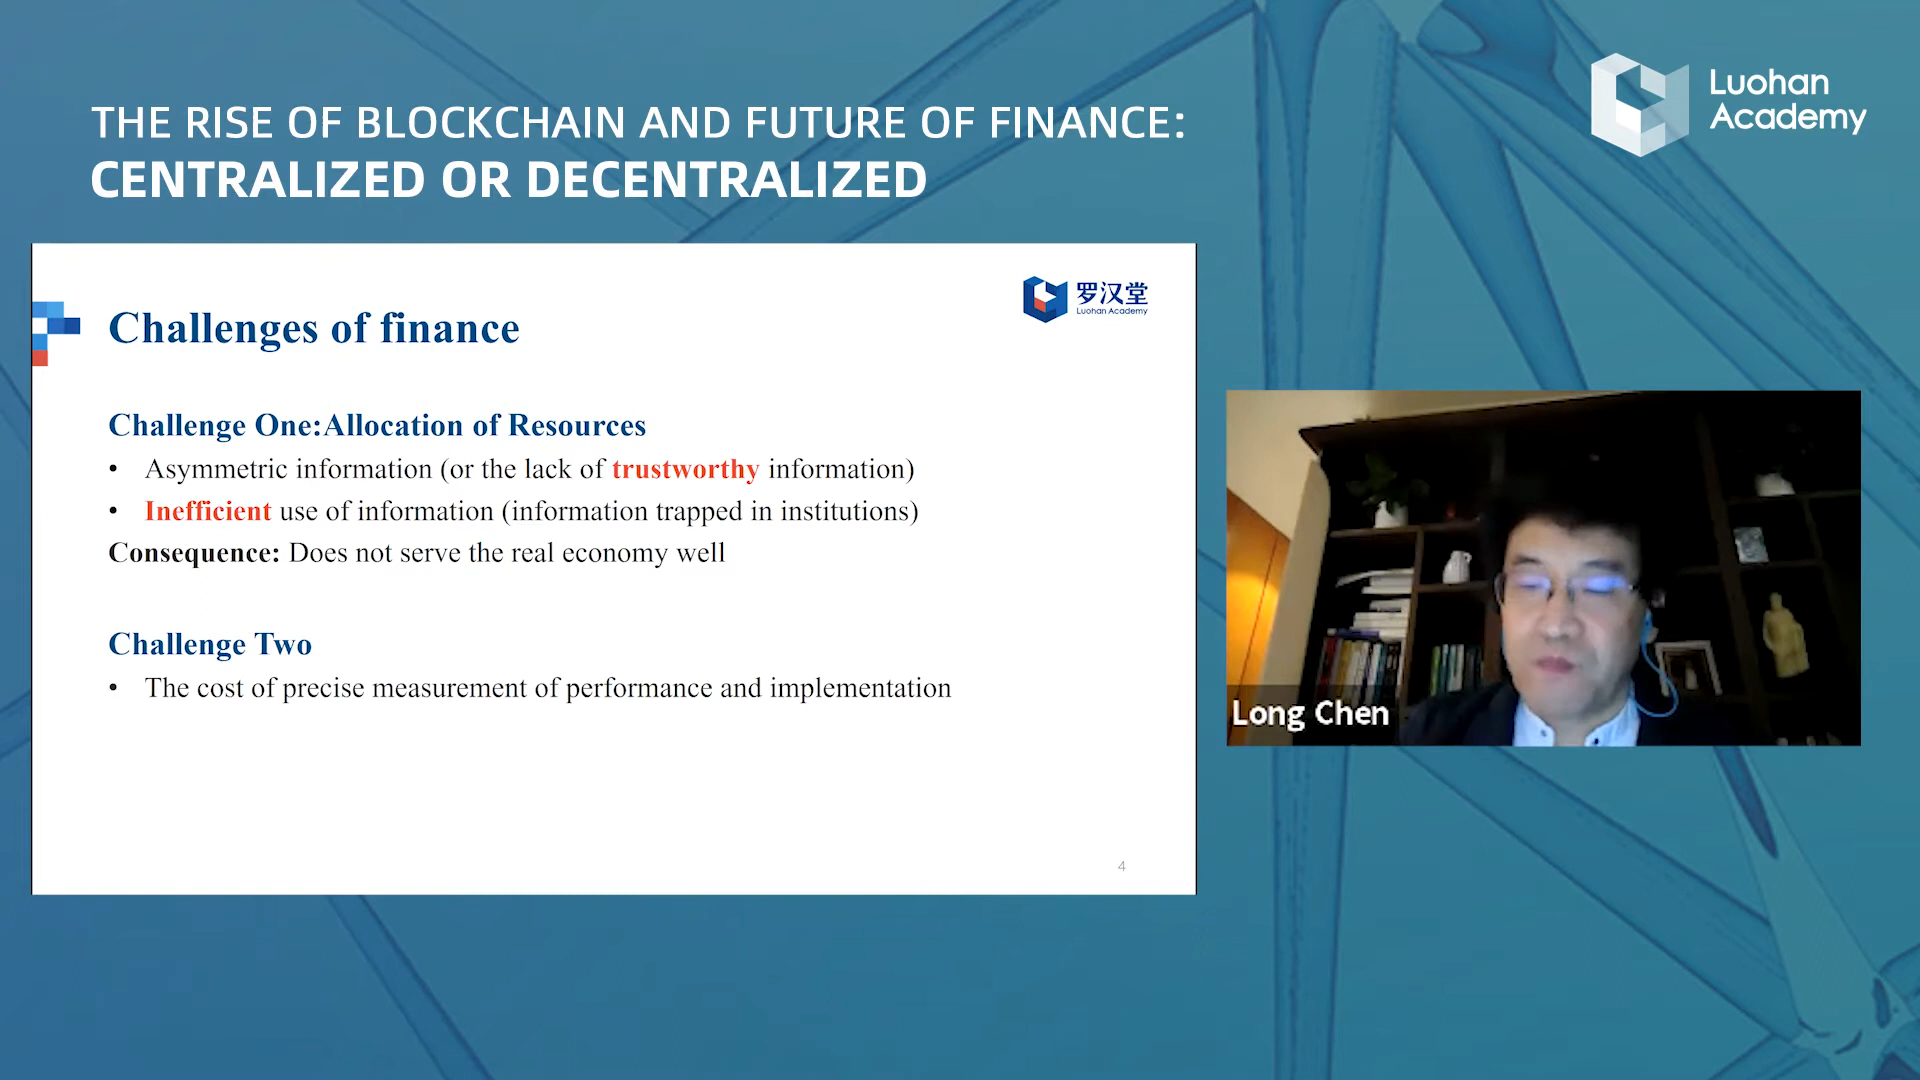 THE RISE OF BLOCKCHAIN AND FUTURE OF FINANCE:
CENTRALIZED OR DECENTRALIZED
Luohan
Academy
罗汉堂
Luohan Academy
Challenges of finance
Challenge One:Allocation of Resources
• Asymmetric information (or the lack of trustworthy information)
• Inefficient use of information (information trapped in institutions)
Consequence: Does not serve the real economy well
Challenge Two
• The cost of precise measurement of performance and implementation
4
Long Chen